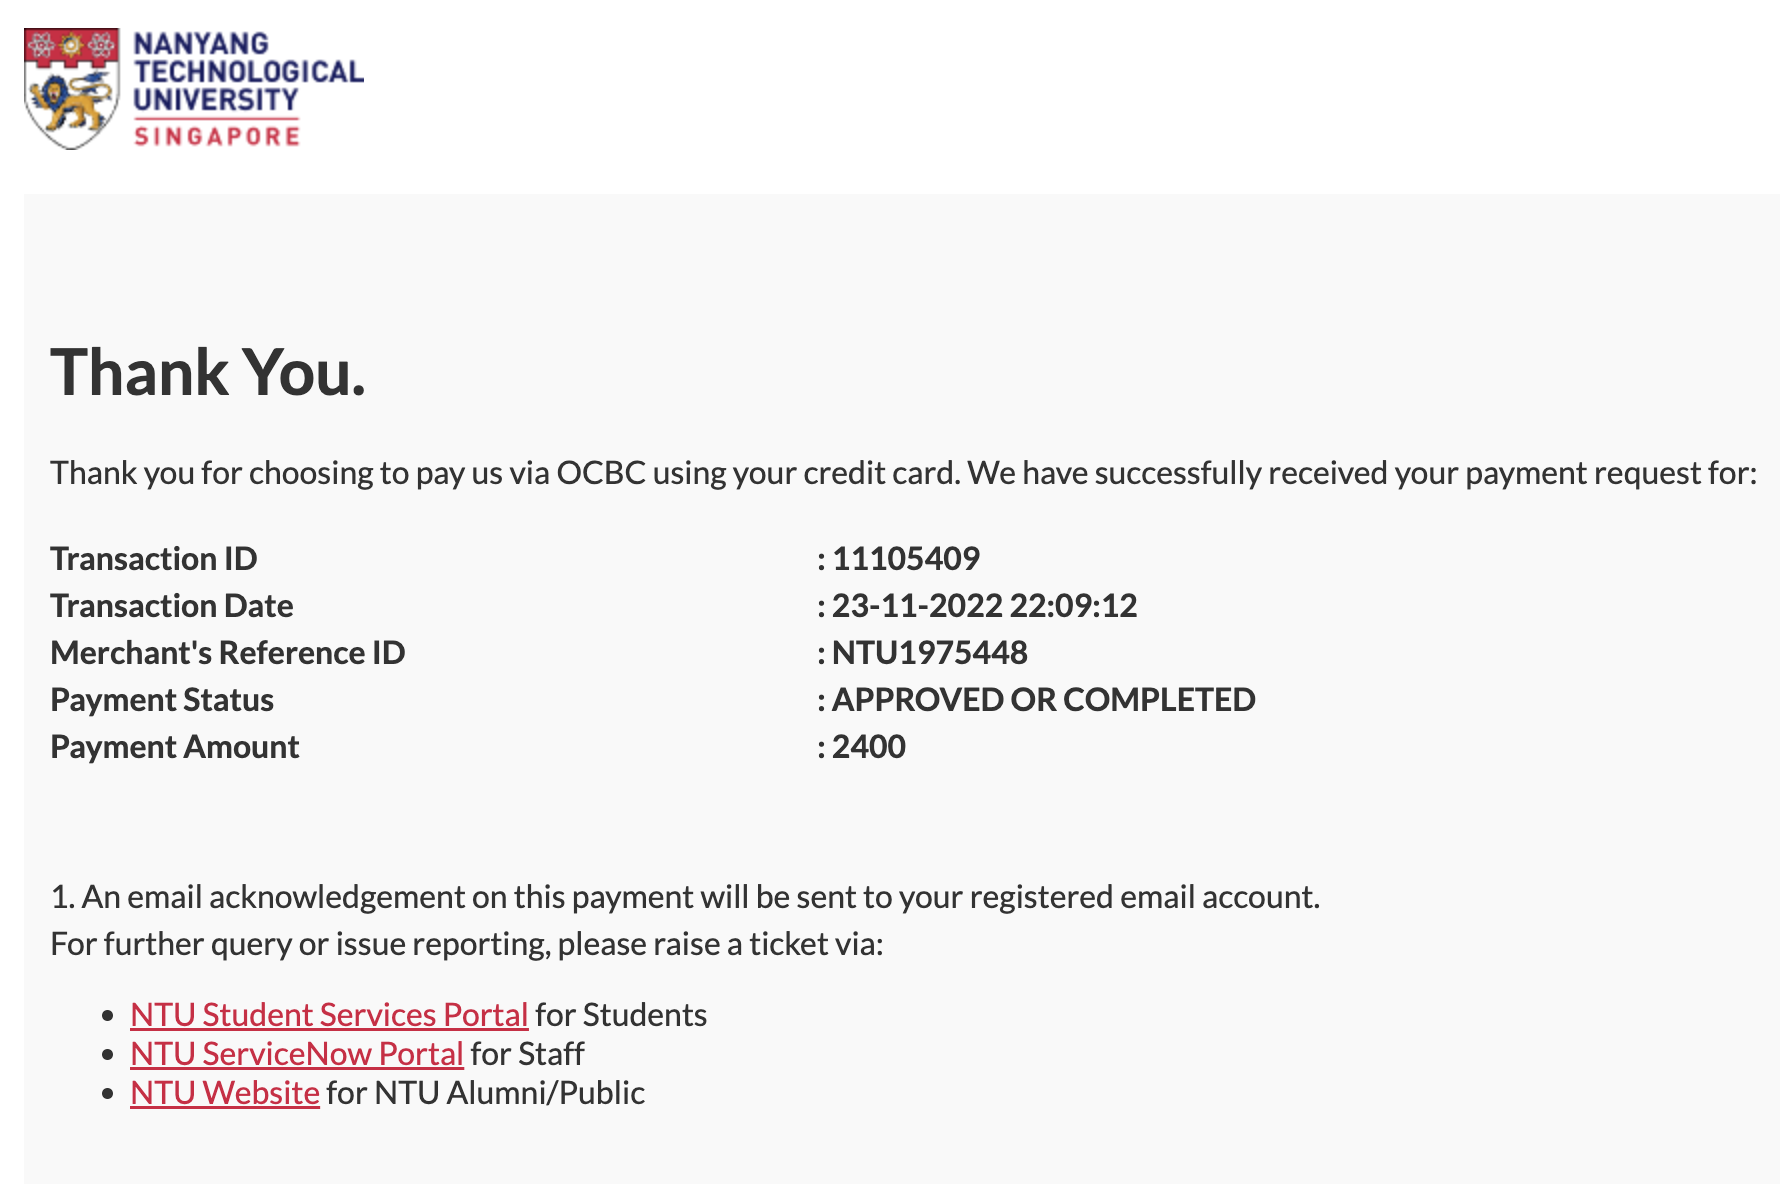 NANYANG
TECHNOLOGICAL
UNIVERSITY
SINGAPORE
Thank You.
Thank you for choosing to pay us via OCBC using your credit card. We have successfully received your payment request for:
Transaction ID : 11105409
Transaction Date : 23-11-2022 22:09:12
Merchant's Reference ID : NTU1975448
Payment Status : APPROVED OR COMPLETED
Payment Amount : 2400
1. An email acknowledgement on this payment will be sent to your registered email account.
For further query or issue reporting, please raise a ticket via:
• NTU Student Services Portal for Students
• NTU ServiceNow Portal for Staff
• NTU Website for NTU Alumni/Public